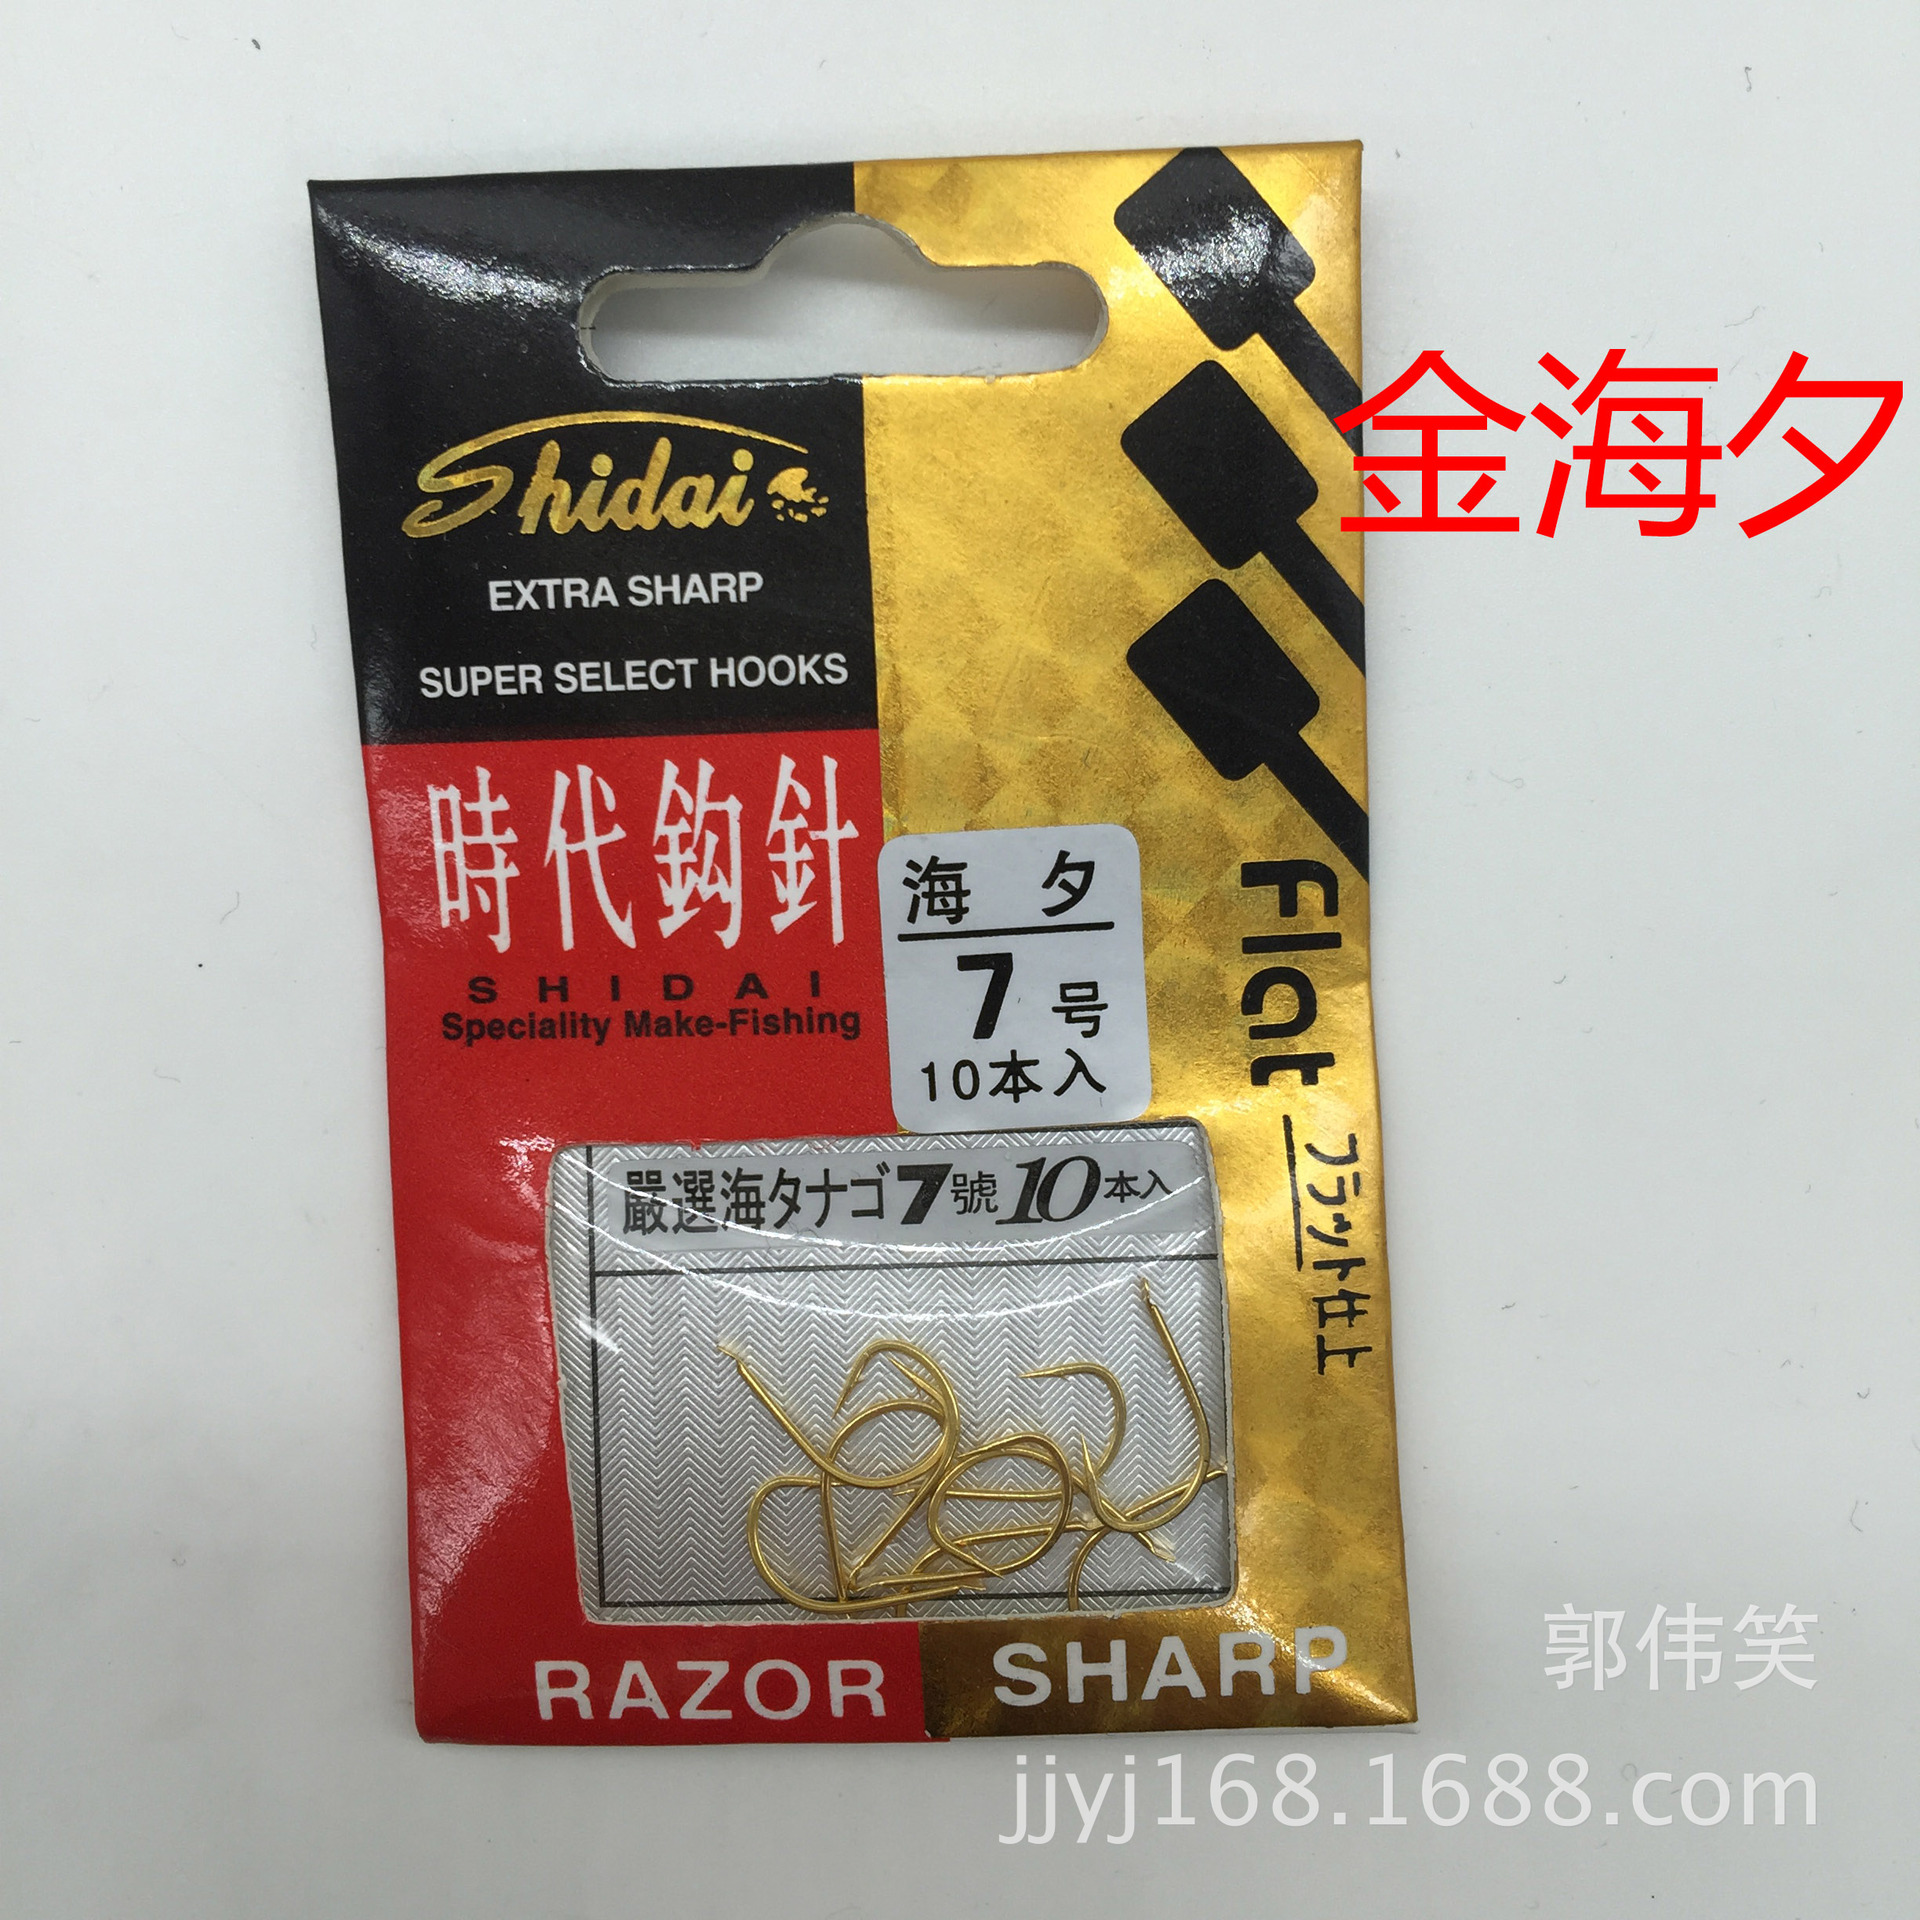 金海夕
Shidai
EXTRA SHARP
SUPER SELECT HOOKS
時代鈎針
SHIDAI
Speciality Make-Fishing
海 夕
7号
10本入
Flat
フラット仕上
嚴選海タナゴ7號10本入
RAZOR SHARP
郭伟笑
jjyj168.1688.com